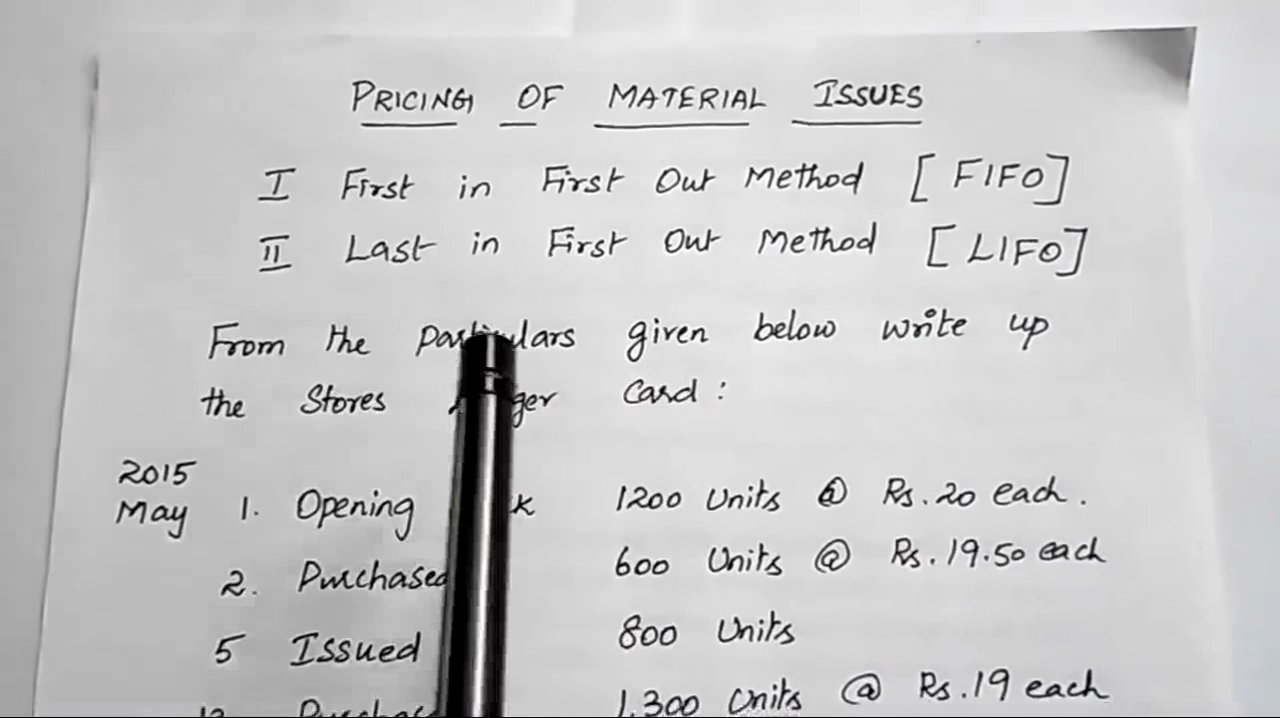 PRICING OF MATERIAL ISSUES
I First in First Out Method [FIFO]
II Last in First Out Method [LIFO]
From the Particulars given below write up
the Stores Card :
2015
May 1. Opening 1200 Units @ Rs. 20 each.
2. Purchased 600 Units @ Rs. 19.50 each
5 Issued 800 Units
1,300 Units @ Rs. 19 each